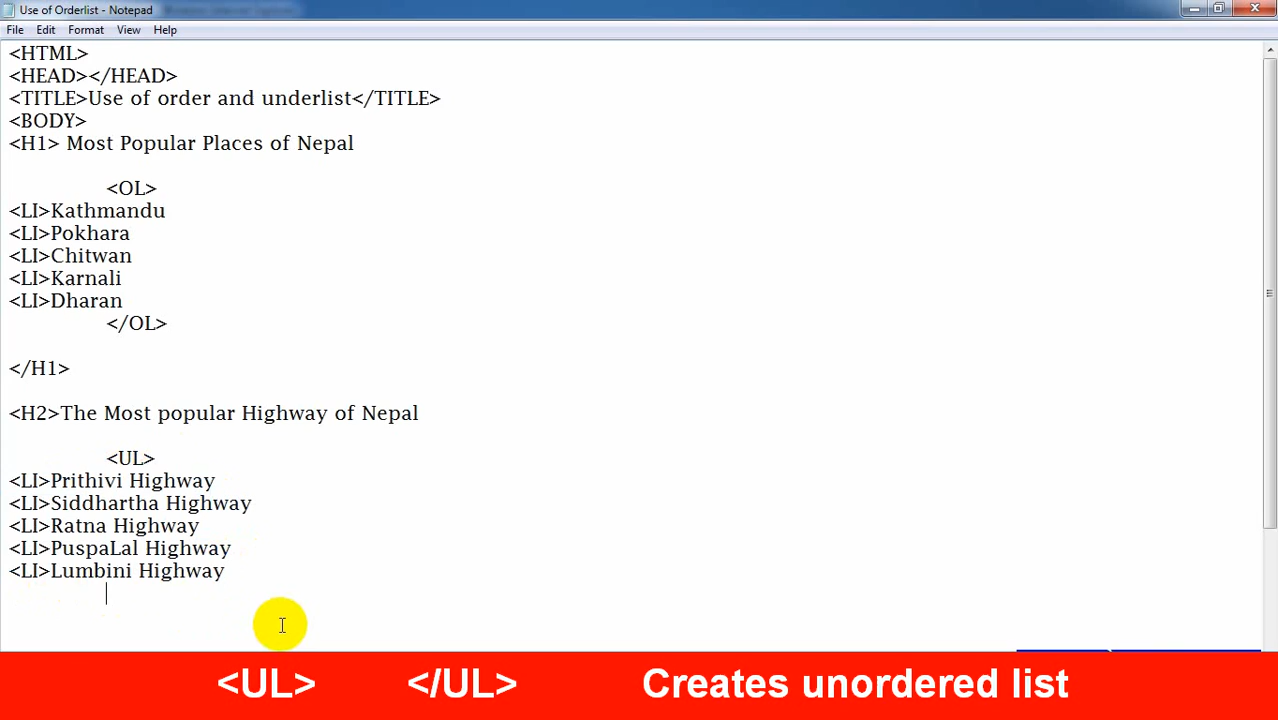 Use of Orderlist - Notepad
File Edit Format View Help
<HTML>
<HEAD></HEAD>
<TITLE>Use of order and underlist</TITLE>
<BODY>
<H1> Most Popular Places of Nepal
<OL>
<LI>Kathmandu
<LI>Pokhara
<LI>Chitwan
<LI>Karnali
<LI>Dharan
</OL>
</H1>
<H2>The Most popular Highway of Nepal
<UL>
<LI>Prithivi Highway
<LI>Siddhartha Highway
<LI>Ratna Highway
<LI>PuspaLal Highway
<LI>Lumbini Highway
<UL> </UL> Creates unordered list